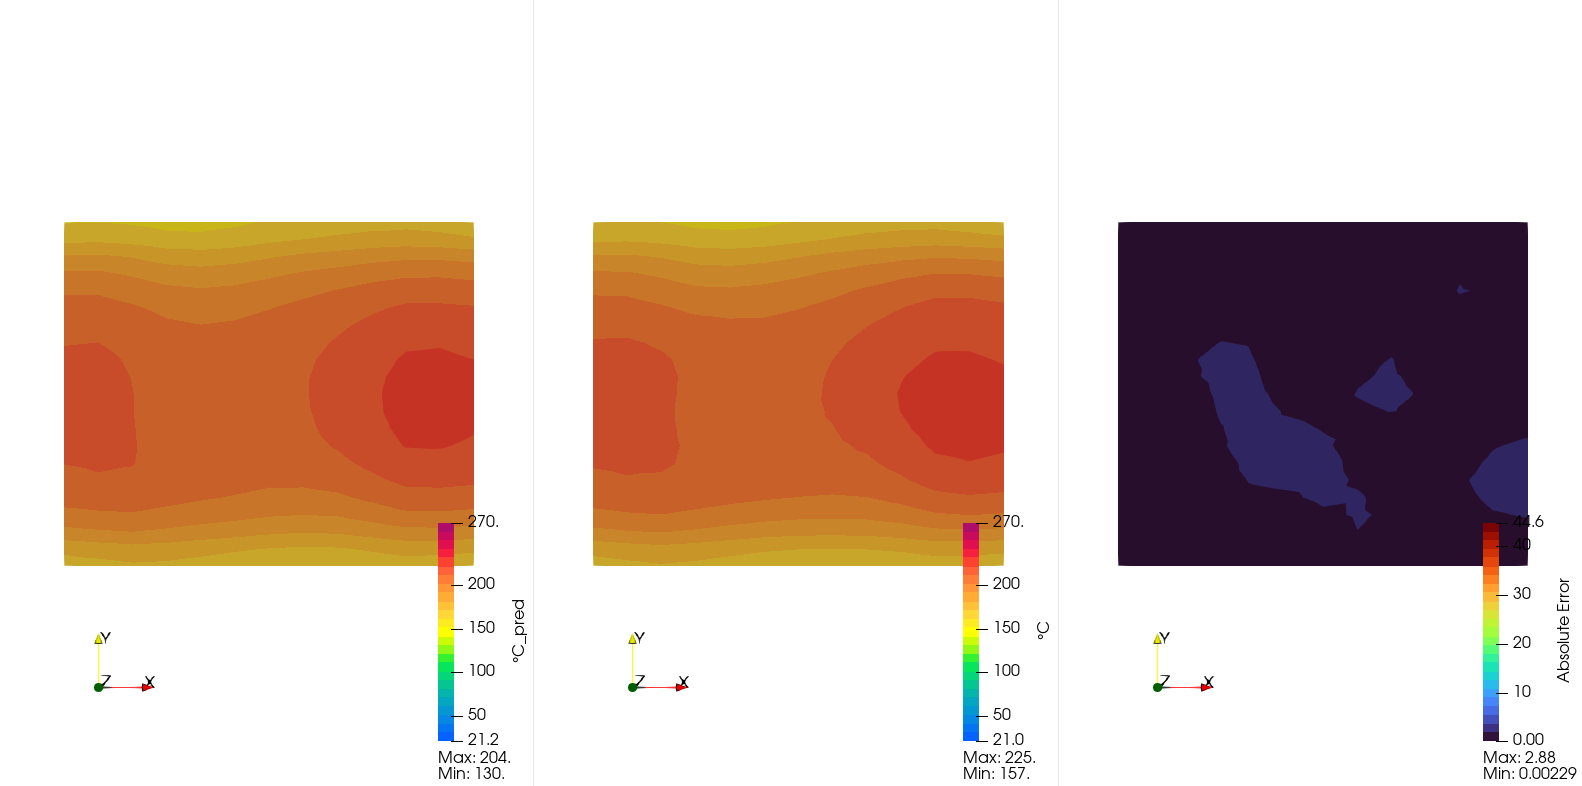 270.
200
150
100
50
21.2
°C_pred
Max: 204.
Min: 130.
Y
Z
X
270.
200
150
100
50
21.0
°C
Max: 225.
Min: 157.
Y
Z
X
44.6
40
30
20
10
0.00
Absolute Error
Max: 2.88
Min: 0.00229
Y
Z
X